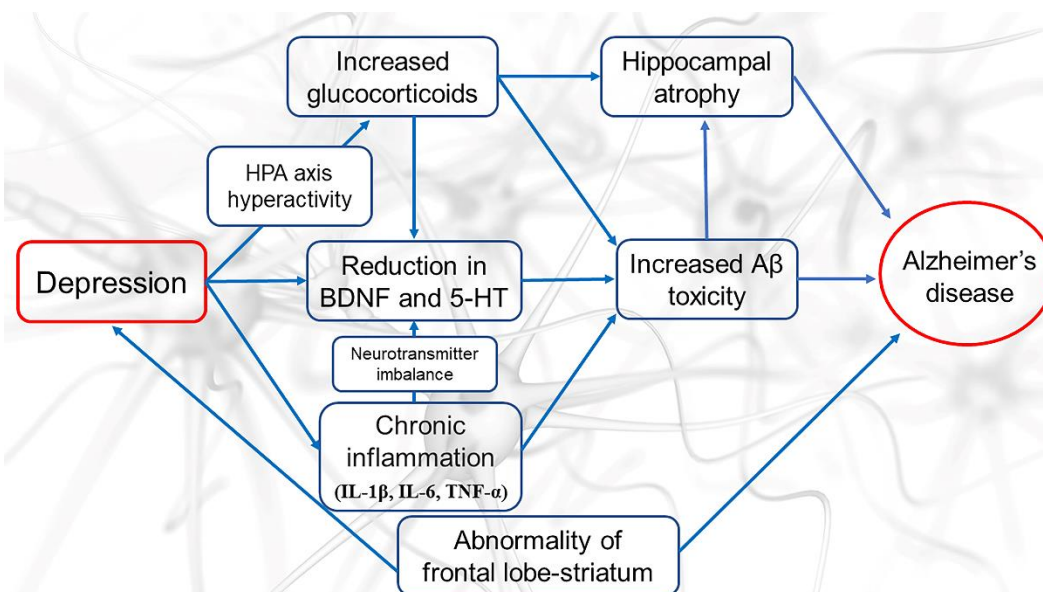 Increased
glucocorticoids
Hippocampal
atrophy
HPA axis
hyperactivity
Depression
Reduction in
BDNF and 5-HT
Increased Aβ
toxicity
Alzheimer's
disease
Neurotransmitter
imbalance
Chronic
inflammation
(IL-1β, IL-6, TNF-α)
Abnormality of
frontal lobe-striatum